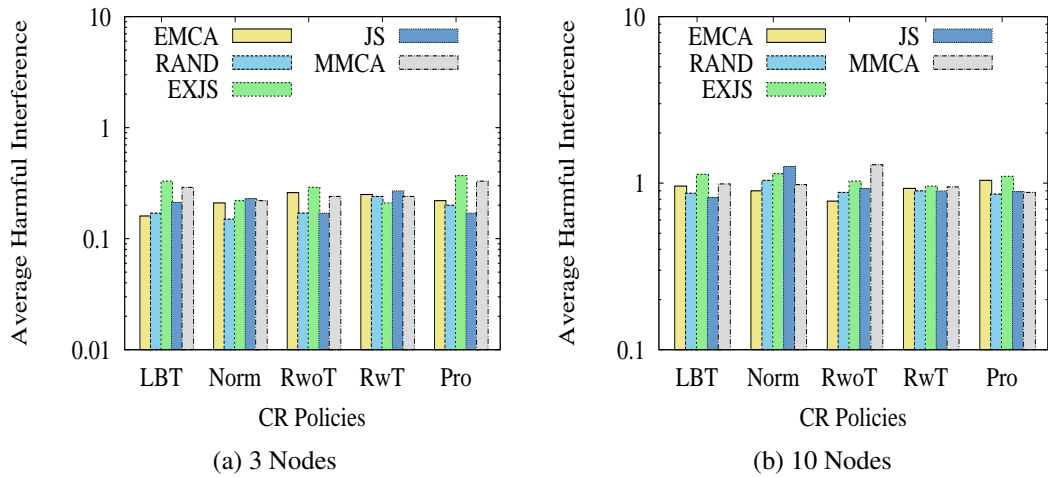 Average Harmful Interference
10
1
0.1
0.01
EMCA
RAND
EXJS
JS
MMCA
LBT Norm RwoT RwT Pro
CR Policies
(a) 3 Nodes
Average Harmful Interference
10
1
0.1
EMCA
RAND
EXJS
JS
MMCA
LBT Norm RwoT RwT Pro
CR Policies
(b) 10 Nodes